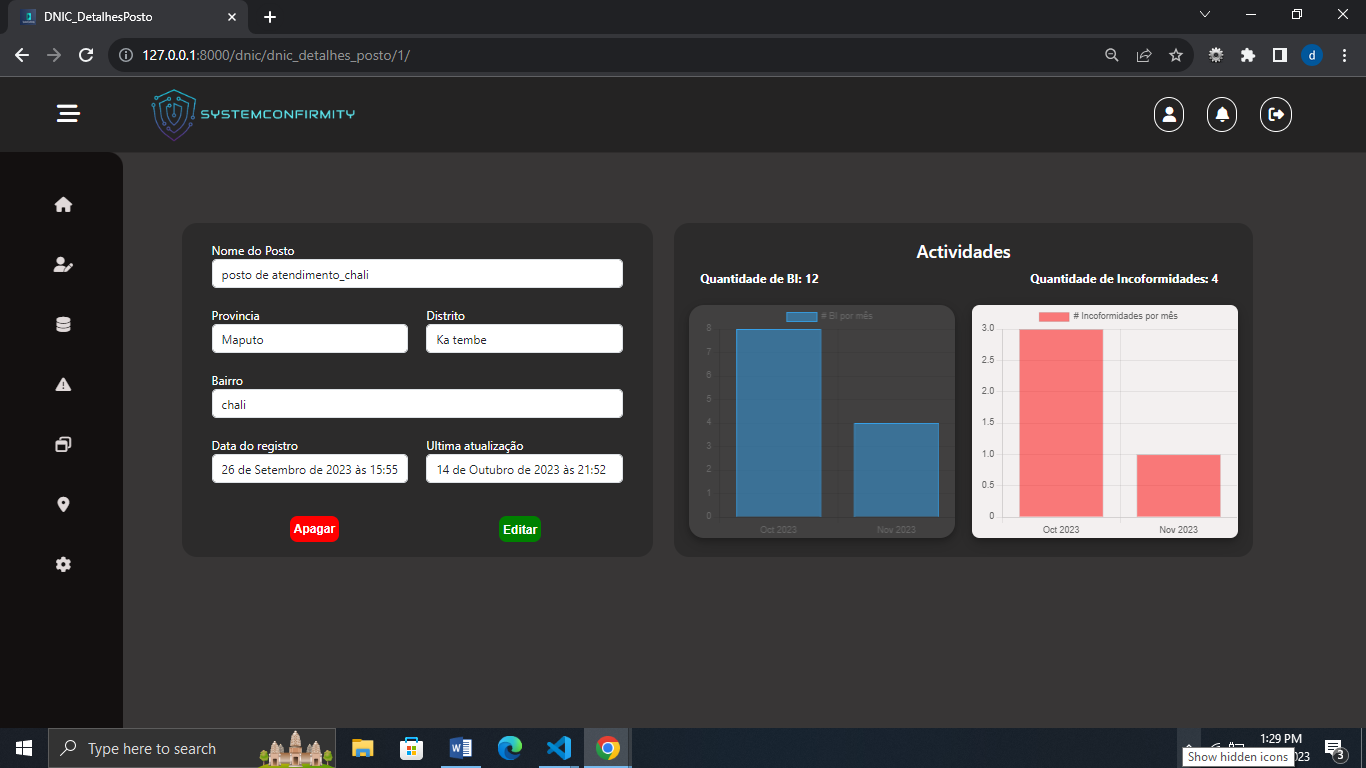 DNIC_DetalhesPosto
127.0.0.1:8000/dnic/dnic_detalhes_posto/1/
d
SYSTEMCONFIRMITY
Nome do Posto
posto de atendimento_chali
Provincia
Distrito
Maputo
Ka tembe
Bairro
chali
Data do registro
Ultima atualização
26 de Setembro de 2023 às 15:55
14 de Outubro de 2023 às 21:52
Apagar
Editar
Actividades
Quantidade de BI: 12
Quantidade de Incoformidades: 4
# BI por mês
8
7
6
5
4
3
2
1
0
Oct 2023
Nov 2023
# Incoformidades por mês
3.0
2.5
2.0
1.5
1.0
0.5
0
Oct 2023
Nov 2023
Type here to search
W
1:29 PM
023
3
Show hidden icons